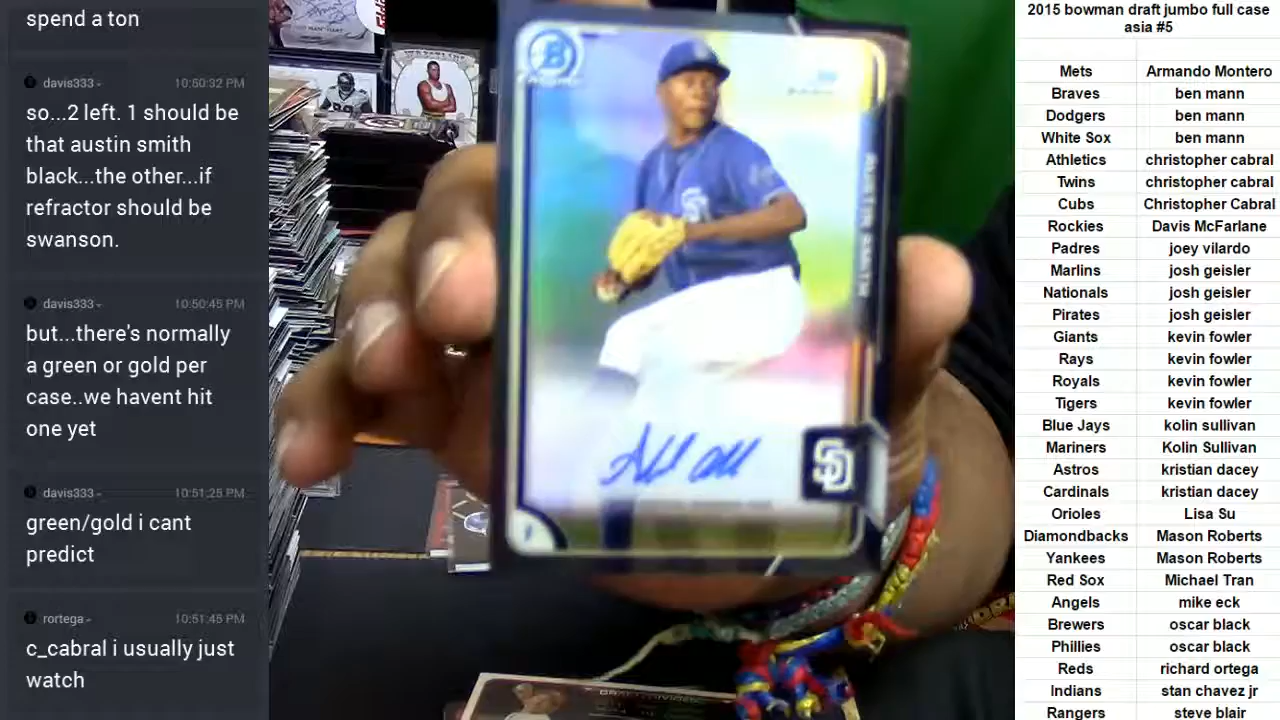 spend a ton
davis333- 10:50:32 PM
so...2 left. 1 should be
that austin smith
black...the other...if
refractor should be
swanson.
davis333- 10:50:45 PM
but...there's normally
a green or gold per
case..we havent hit
one yet
davis333- 10:51:25 PM
green/gold i cant
predict
rortega- 10:51:45 PM
c_cabral i usually just
watch
B
AUSTIN SMITH
SD
SD
2015 bowman draft jumbo full case
asia #5
Mets Armando Montero
Braves ben mann
Dodgers ben mann
White Sox ben mann
Athletics christopher cabral
Twins christopher cabral
Cubs Christopher Cabral
Rockies Davis McFarlane
Padres joey vilardo
Marlins josh geisler
Nationals josh geisler
Pirates josh geisler
Giants kevin fowler
Rays kevin fowler
Royals kevin fowler
Tigers kevin fowler
Blue Jays kolin sullivan
Mariners Kolin Sullivan
Astros kristian dacey
Cardinals kristian dacey
Orioles Lisa Su
Diamondbacks Mason Roberts
Yankees Mason Roberts
Red Sox Michael Tran
Angels mike eck
Brewers oscar black
Phillies oscar black
Reds richard ortega
Indians stan chavez jr
Rangers steve blair